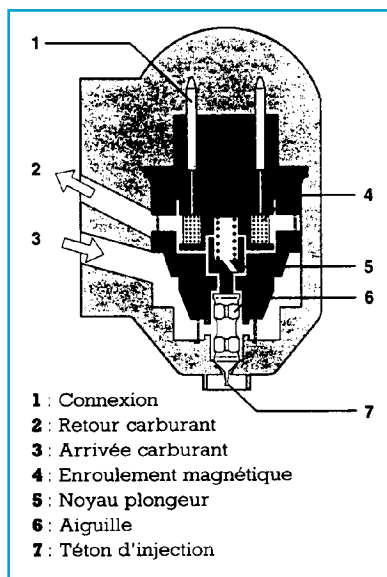 1
2
3
4
5
6
7
1 : Connexion
2 : Retour carburant
3 : Arrivée carburant
4 : Enroulement magnétique
5 : Noyau plongeur
6 : Aiguille
7 : Téton d'injection